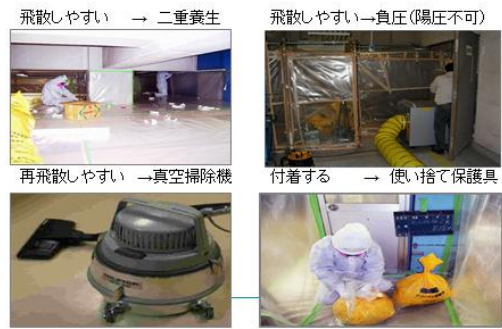 飛散しやすい → 二重養生
飛散しやすい→負圧(陽圧不可)
再飛散しやすい →真空掃除機
付着する → 使い捨て保護具